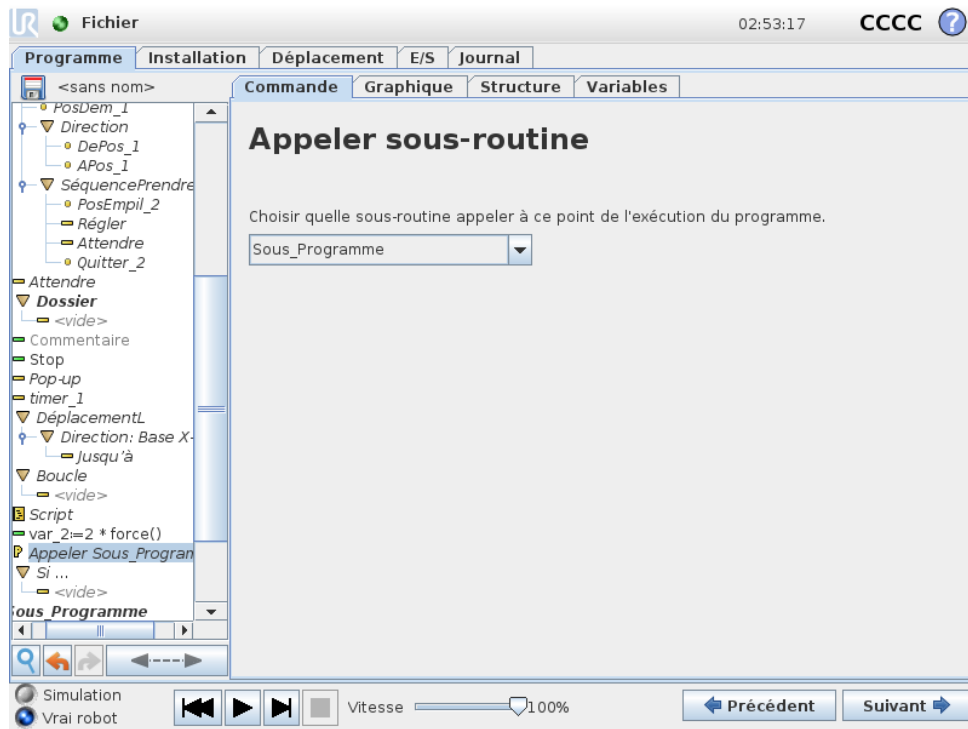 UR Fichier 02:53:17 CCCC ?
Programme Installation Déplacement E/S Journal
<sans nom>
Commande Graphique Structure Variables
PosDem_1
Direction
DePos_1
APos_1
SéquencePrendre
PosEmpil_2
Régler
Attendre
Quitter_2
Attendre
Dossier
<vide>
Commentaire
Stop
Pop-up
timer_1
DéplacementL
Direction: Base X-
Jusqu'à
Boucle
<vide>
Script
var_2:=2 * force()
Appeler Sous_Program
Si ...
<vide>
Sous_Programme
Appeler sous-routine
Choisir quelle sous-routine appeler à ce point de l'exécution du programme.
Sous_Programme
Simulation
Vrai robot
Vitesse 100%
Précédent Suivant